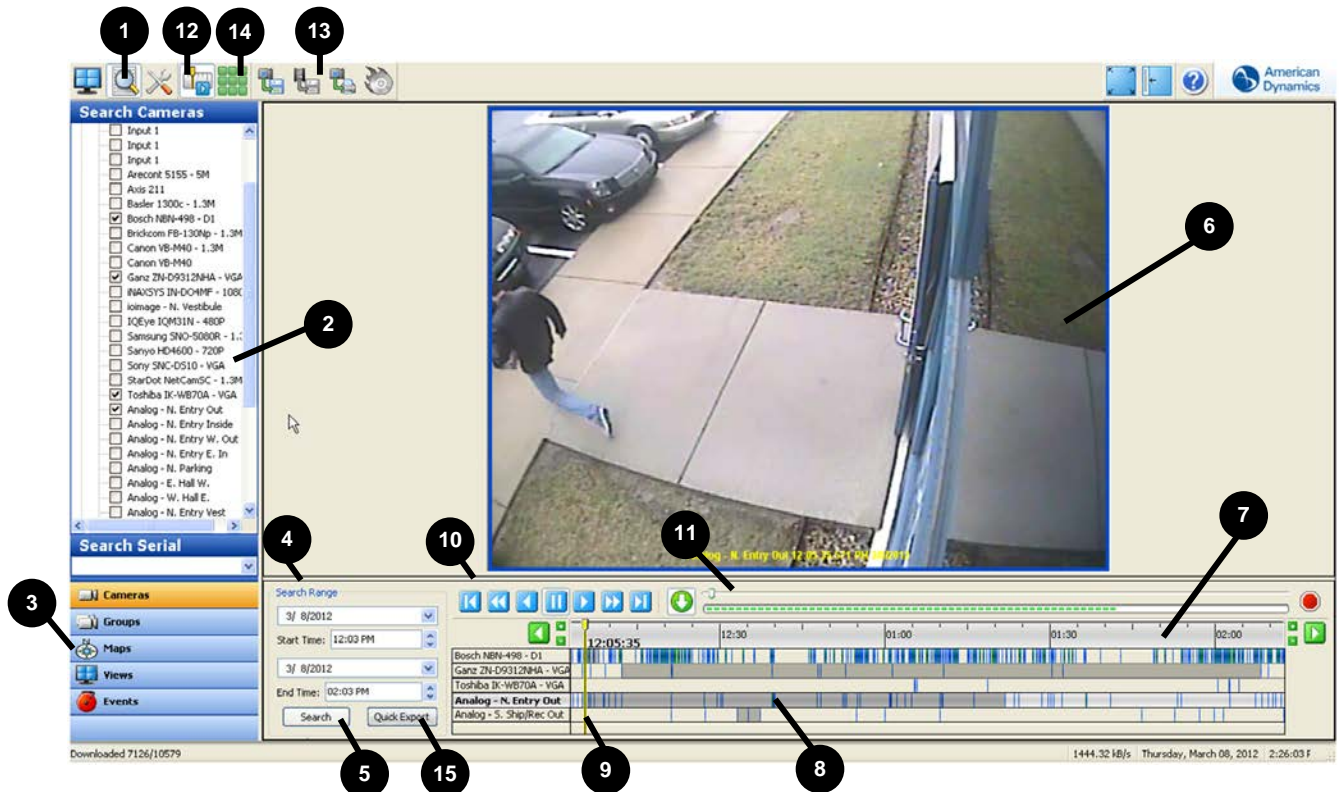 1
12
14
13
American
Dynamics
Search Cameras
Input 1
Input 1
Input 1
Arecont 5155 - 5M
Axis 211
Basler 1300c - 1.3M
Bosch NBN-498 - D1
Brickcom FB-130Np - 1.3M
Canon VB-M40 - 1.3M
Canon VB-M40
Ganz ZN-D9312NHA - VGA
iNAXSYS IN-DO4MF - 1080
ioimage - N. Vestibule
IQEye IQM31N - 480P
Samsung SNO-5080R - 1.3
Sanyo HD4600 - 720P
Sony SNC-DS10 - VGA
StarDot NetCamSC - 1.3M
Toshiba IK-WB70A - VGA
Analog - N. Entry Out
Analog - N. Entry Inside
Analog - N. Entry W. Out
Analog - N. Entry E. In
Analog - N. Parking
Analog - E. Hall W.
Analog - W. Hall E.
Analog - N. Entry Vest
2
6
Search Serial
4
10
11
7
3
Cameras
Groups
Maps
Views
Events
Search Range
3/ 8/2012
Start Time: 12:03 PM
3/ 8/2012
End Time: 02:03 PM
Search
Quick Export
N. Entry Out
12:05:35
12:30
01:00
01:30
02:00
Bosch NBN-498 - D1
Ganz ZN-D9312NHA - VGA
Toshiba IK-WB70A - VGA
Analog - N. Entry Out
Analog - S. Ship/Rec Out
Downloaded 7126/10579
1444.32 kB/s
Thursday, March 08, 2012
2:26:03
5
15
9
8